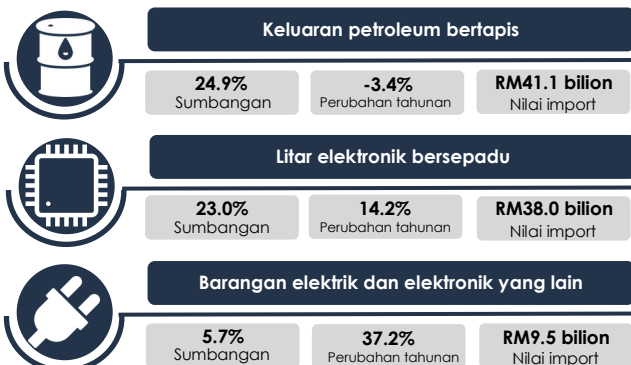 Keluaran petroleum bertapis
24.9% -3.4% RM41.1 bilion
Sumbangan Perubahan tahunan Nilai import
Litar elektronik bersepadu
23.0% 14.2% RM38.0 bilion
Sumbangan Perubahan tahunan Nilai import
Barangan elektrik dan elektronik yang lain
5.7% 37.2% RM9.5 bilion
Sumbangan Perubahan tahunan Nilai import